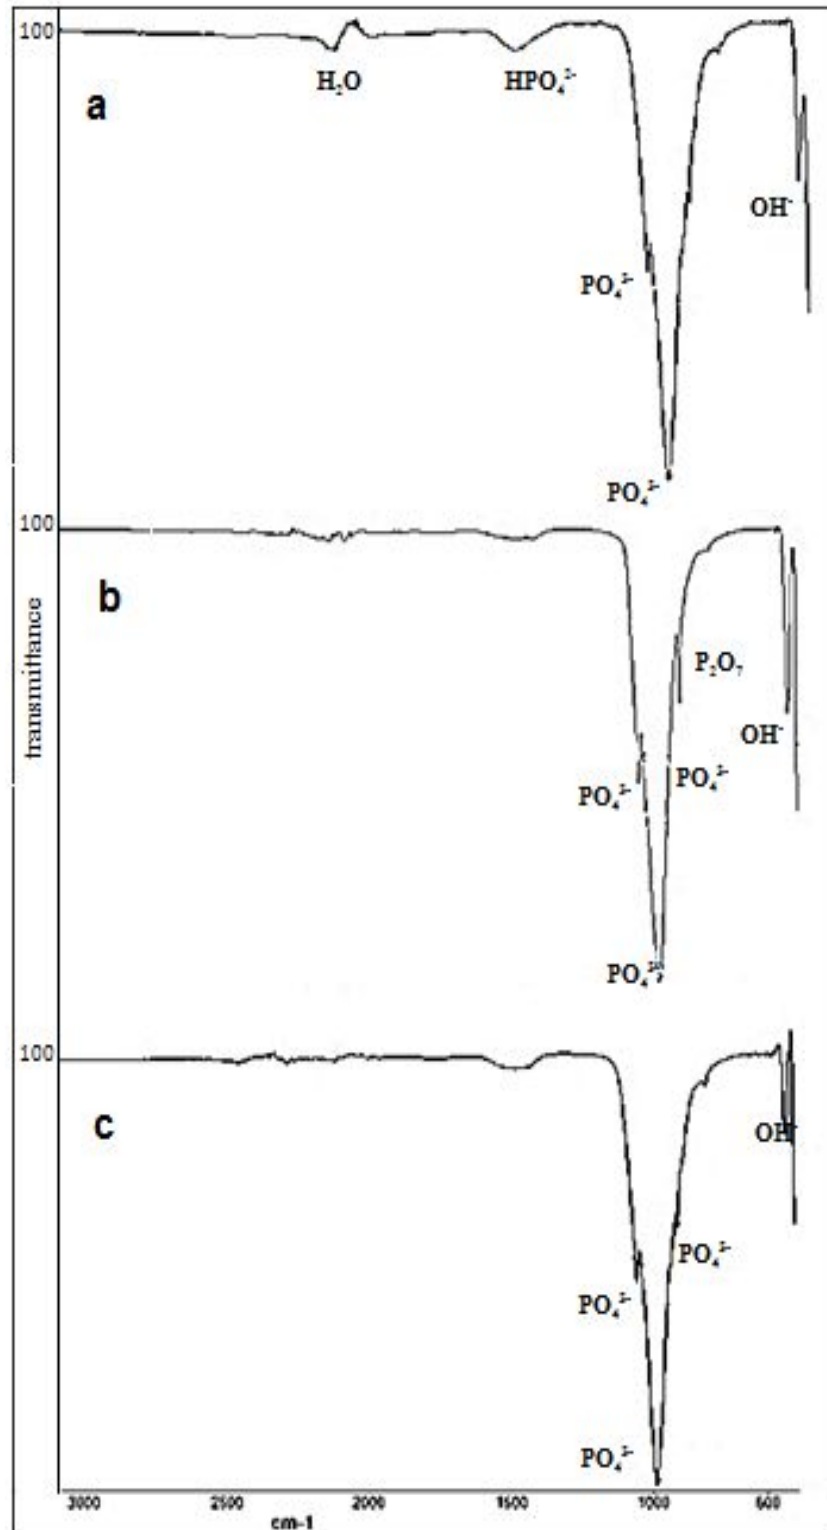 100
H₂O
HPO₄²⁻
a
OH⁻
PO₄³⁻
PO₄³⁻
100
b
transmittance
P₂O₇
OH⁻
PO₄³⁻
PO₄³⁻
PO₄³⁻
100
c
OH⁻
PO₄³⁻
PO₄³⁻
PO₄³⁻
3000 2500 2000 1500 1000 600
cm-1